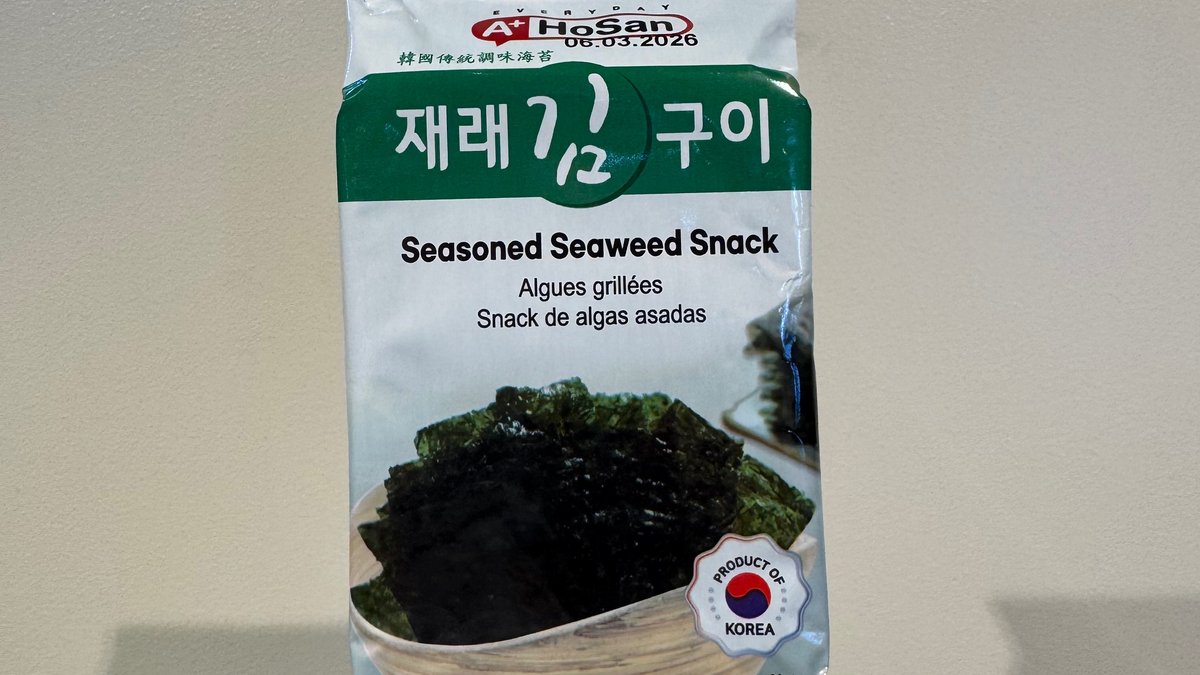 EVERYDAY
A+ HoSan
06.03.2026
韓國傳統調味海苔
재래김구이
Seasoned Seaweed Snack
Algues grillées
Snack de algas asadas
PRODUCT OF
KOREA